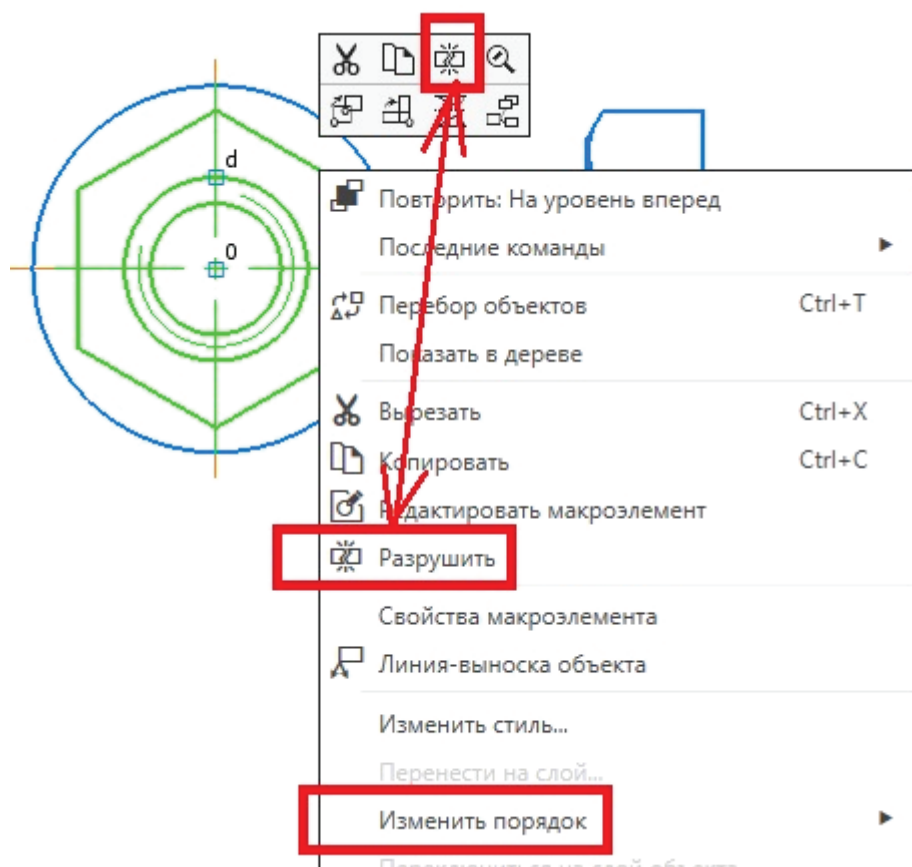 d
0
Повторить: На уровень вперед
Последние команды
Перебор объектов Ctrl+T
Показать в дереве
Вырезать Ctrl+X
Копировать Ctrl+C
Редактировать макроэлемент
Разрушить
Свойства макроэлемента
Линия-выноска объекта
Изменить стиль...
Перенести на слой...
Изменить порядок